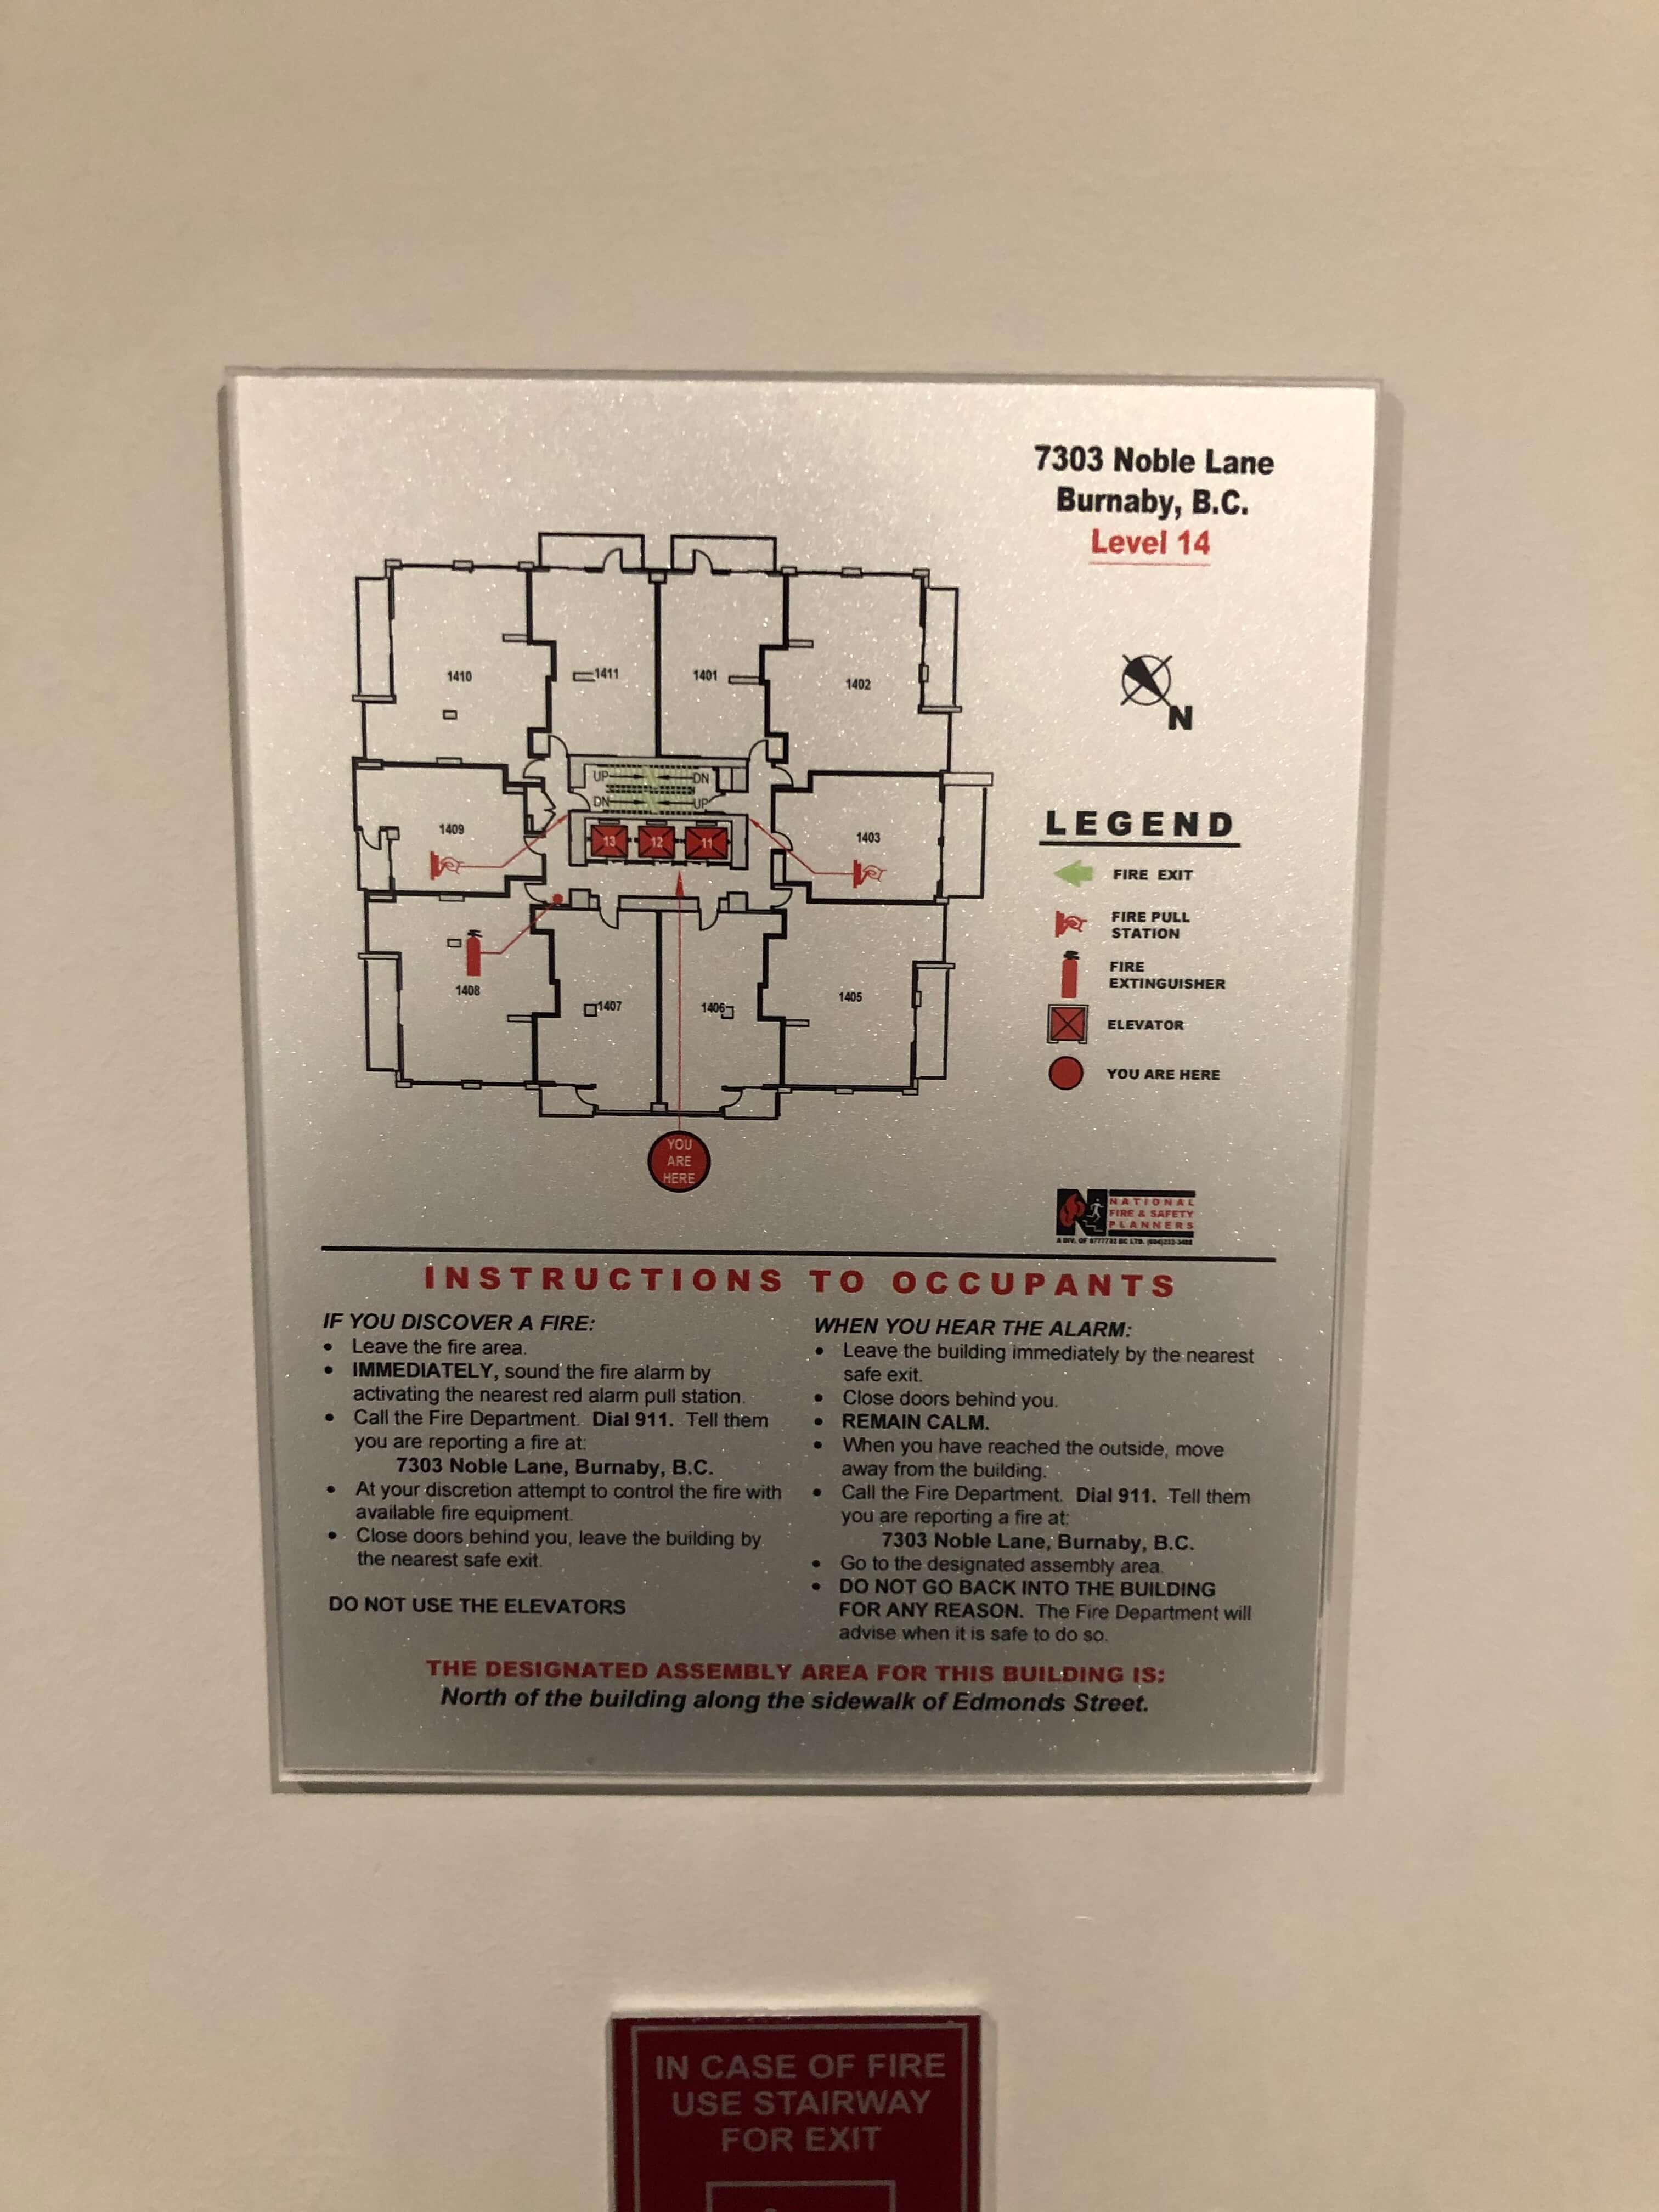 7303 Noble Lane
Burnaby, B.C.
Level 14
1410
1411
1401
1402
UP
DN
DN
UP
1409
13
12
11
1403
1408
1407
1406
1405
YOU
ARE
HERE
N
LEGEND
FIRE EXIT
FIRE PULL
STATION
FIRE
EXTINGUISHER
ELEVATOR
YOU ARE HERE
N
NATIONAL
FIRE & SAFETY
PLANNERS
A DIV. OF BC LTD.
INSTRUCTIONS TO OCCUPANTS
IF YOU DISCOVER A FIRE:
• Leave the fire area.
• IMMEDIATELY, sound the fire alarm by
activating the nearest red alarm pull station.
• Call the Fire Department. Dial 911. Tell them
you are reporting a fire at:
7303 Noble Lane, Burnaby, B.C.
• At your discretion attempt to control the fire with
available fire equipment.
• Close doors behind you, leave the building by
the nearest safe exit.
DO NOT USE THE ELEVATORS
WHEN YOU HEAR THE ALARM:
• Leave the building immediately by the nearest
safe exit.
• Close doors behind you.
• REMAIN CALM.
• When you have reached the outside, move
away from the building.
• Call the Fire Department. Dial 911. Tell them
you are reporting a fire at:
7303 Noble Lane, Burnaby, B.C.
• Go to the designated assembly area.
• DO NOT GO BACK INTO THE BUILDING
FOR ANY REASON. The Fire Department will
advise when it is safe to do so.
THE DESIGNATED ASSEMBLY AREA FOR THIS BUILDING IS:
North of the building along the sidewalk of Edmonds Street.
IN CASE OF FIRE
USE STAIRWAY
FOR EXIT